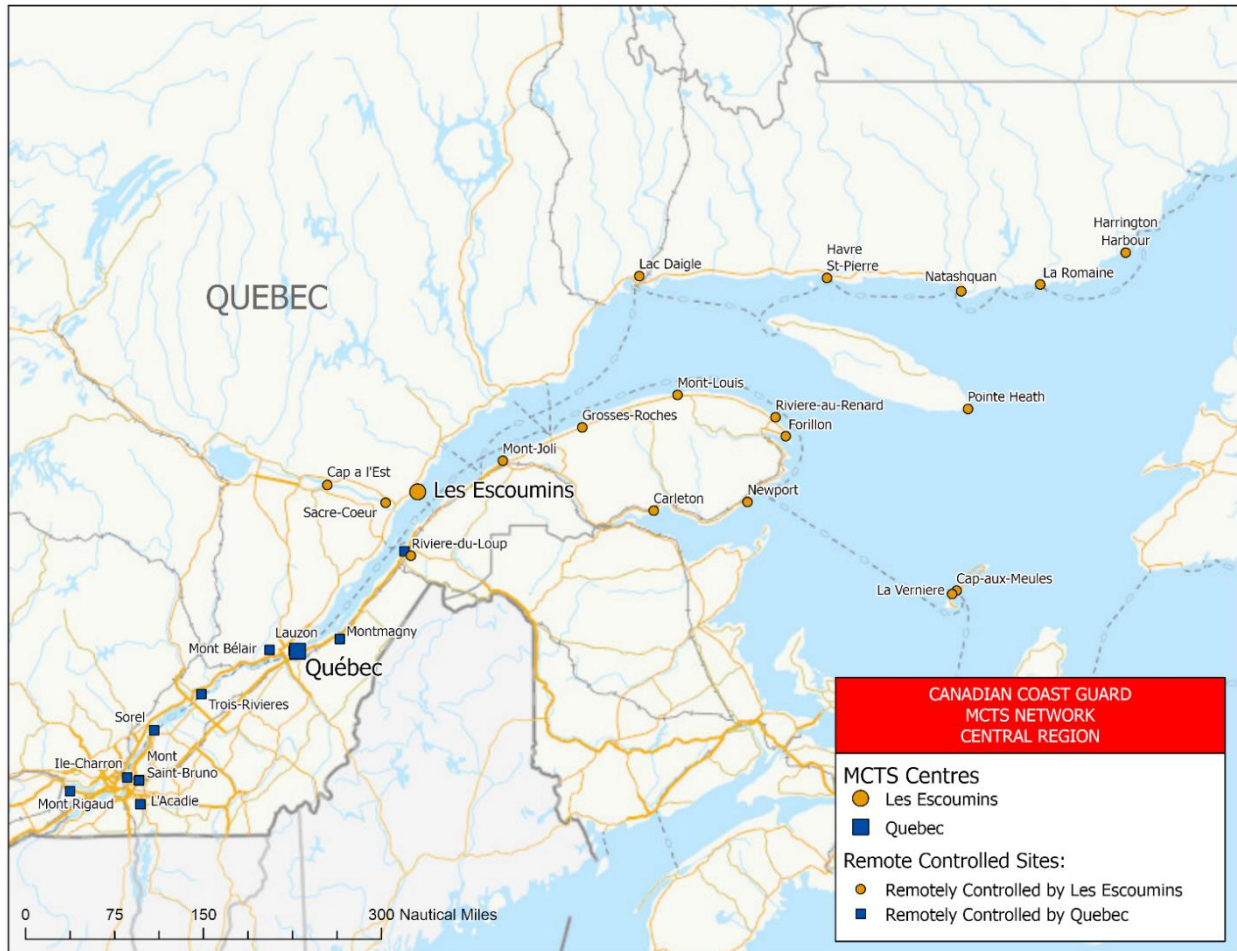 QUEBEC
Harrington
Harbour
Lac Daigle
Havre
St-Pierre
Natashquan
La Romaine
Mont-Louis
Pointe Heath
Riviere-au-Renard
Grosses-Roches
Forillon
Mont-Joli
Cap a l'Est
Les Escoumins
Sacre-Coeur
Carleton
Newport
Riviere-du-Loup
Cap-aux-Meules
La Verniere
Lauzon
Montmagny
Mont Bélair
Québec
Trois-Rivieres
Sorel
Ile-Charron
Mont
Saint-Bruno
Mont Rigaud
L'Acadie
CANADIAN COAST GUARD
MCTS NETWORK
CENTRAL REGION
MCTS Centres
Les Escoumins
Quebec
Remote Controlled Sites:
Remotely Controlled by Les Escoumins
Remotely Controlled by Quebec
0 75 150 300 Nautical Miles